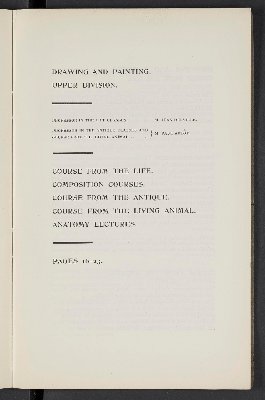 DRAWING AND PAINTING.
UPPER DIVISION.
COURSE FROM THE LIFE.
COMPOSITION COURSES.
COURSE FROM THE ANTIQUE.
COURSE FROM THE LIVING ANIMAL.
ANATOMY LECTURES
PAGES 16-23.